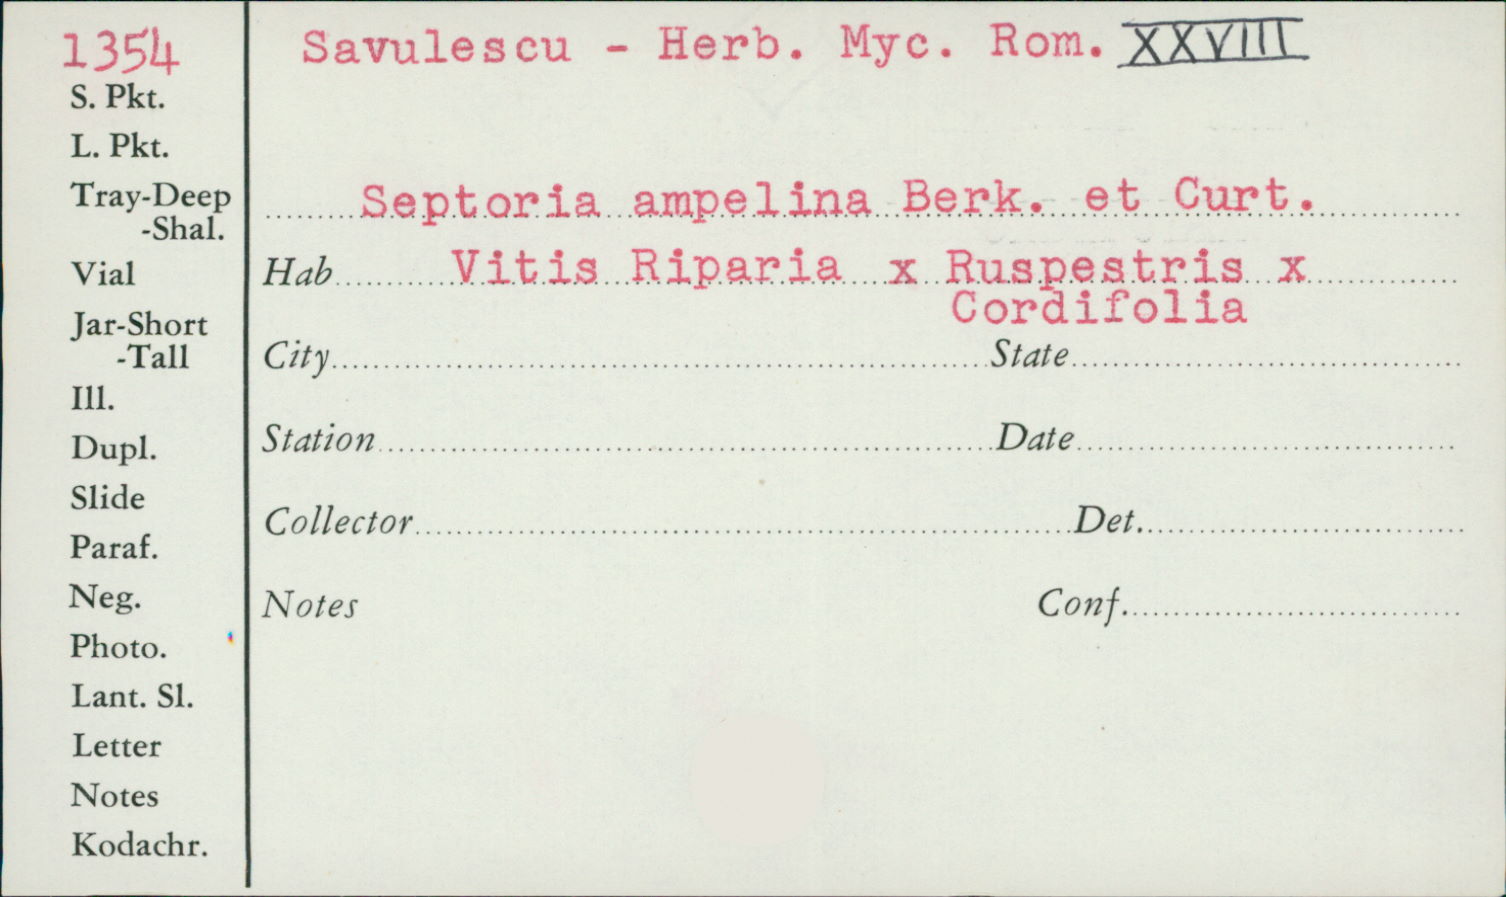 1354
Savulescu - Herb. Myc. Rom. XXVIII
S. Pkt.
L. Pkt.
Tray-Deep
-Shal.
Vial
Jar-Short
-Tall
Ill.
Dupl.
Slide
Paraf.
Neg.
Photo.
Lant. Sl.
Letter
Notes
Kodachr.
Septoria ampelina Berk. et Curt.
Hab Vitis Riparia x Ruspestris x
Cordifolia
City State
Station Date
Collector Det.
Notes Conf.